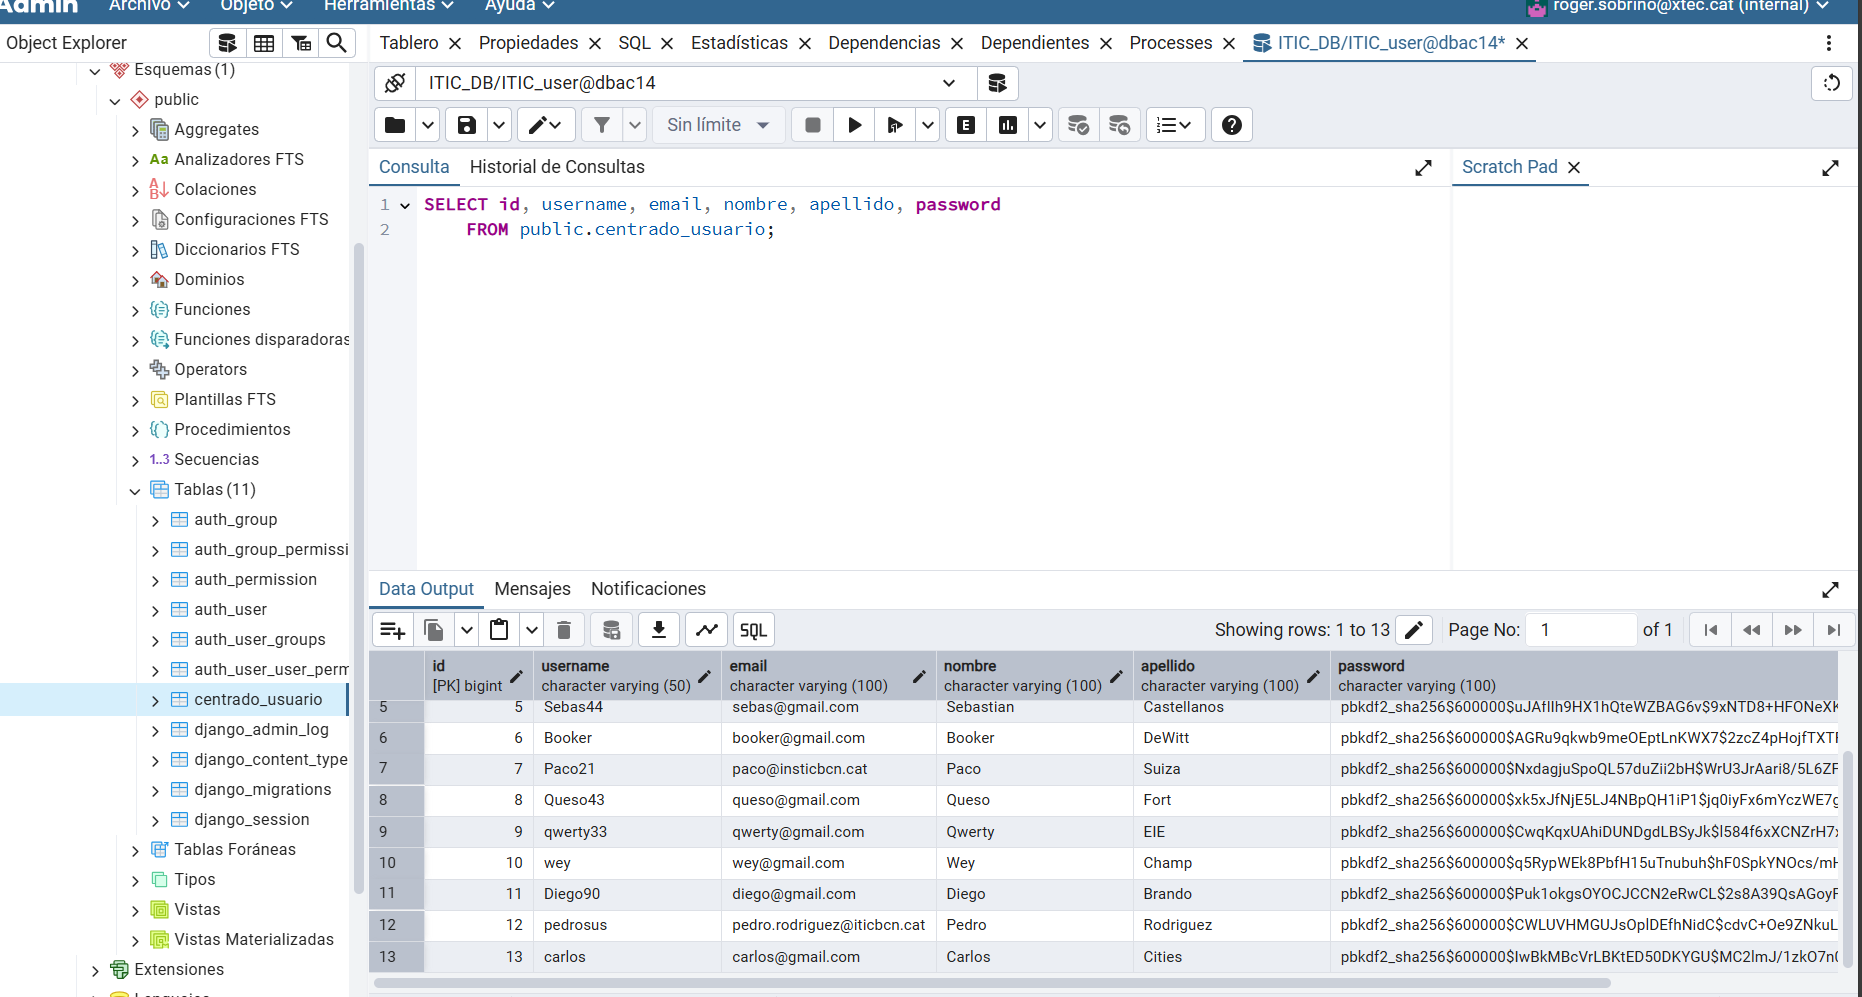 Admin Archivo Objeto Herramientas Ayuda roger.sobrino@xtec.cat (internal)
Object Explorer
Tablero Propiedades SQL Estadísticas Dependencias Dependientes Processes ITIC_DB/ITIC_user@dbac14*
Esquemas (1)
public
Aggregates
Aa Analizadores FTS
Colaciones
Configuraciones FTS
Diccionarios FTS
Dominios
Funciones
Funciones disparadoras
Operators
Plantillas FTS
Procedimientos
1..3 Secuencias
Tablas (11)
auth_group
auth_group_permissi
auth_permission
auth_user
auth_user_groups
auth_user_user_perm
centrado_usuario
django_admin_log
django_content_type
django_migrations
django_session
Tablas Foráneas
Tipos
Vistas
Vistas Materializadas
Extensiones
Lenguajes
ITIC_DB/ITIC_user@dbac14
Sin límite
Consulta Historial de Consultas
Scratch Pad
1 SELECT id, username, email, nombre, apellido, password
2 FROM public.centrado_usuario;
Data Output Mensajes Notificaciones
SQL Showing rows: 1 to 13 Page No: 1 of 1
id username email nombre apellido password
[PK] bigint character varying (50) character varying (100) character varying (100) character varying (100) character varying (100)
5 5 Sebas44 sebas@gmail.com Sebastian Castellanos pbkdf2_sha256$600000$uJAfIlh9HX1hQteWZBAG6v$9xNTD8+HFONeXK
6 6 Booker booker@gmail.com Booker DeWitt pbkdf2_sha256$600000$AGRu9qkwb9meOEptLnKWX7$2zcZ4pHojfTXTF
7 7 Paco21 paco@insticbcn.cat Paco Suiza pbkdf2_sha256$600000$NxdagjuSpoQL57duZii2bH$WrU3JrAari8/5L6ZF
8 8 Queso43 queso@gmail.com Queso Fort pbkdf2_sha256$600000$xk5xJfNjE5LJ4NBpQH1iP1$jq0iyFx6mYczWE7g
9 9 qwerty33 qwerty@gmail.com Qwerty EIE pbkdf2_sha256$600000$CwqKqxUAhiDUNDgdLBSyJk$l584f6xXCNZrH7x
10 10 wey wey@gmail.com Wey Champ pbkdf2_sha256$600000$q5RypWEk8PbfH15uTnubuh$hF0SpkYNOcs/mH
11 11 Diego90 diego@gmail.com Diego Brando pbkdf2_sha256$600000$Puk1okgsOYOCJCCN2eRwCL$2s8A39QsAGoyF
12 12 pedrosus pedro.rodriguez@iticbcn.cat Pedro Rodriguez pbkdf2_sha256$600000$CWLUVHMGUJsOplDEfhNidC$cdvC+Oe9ZNkuL
13 13 carlos carlos@gmail.com Carlos Cities pbkdf2_sha256$600000$IwBkMBcVrLBKtED50DKYGU$MC2lmJ/1zkO7n0